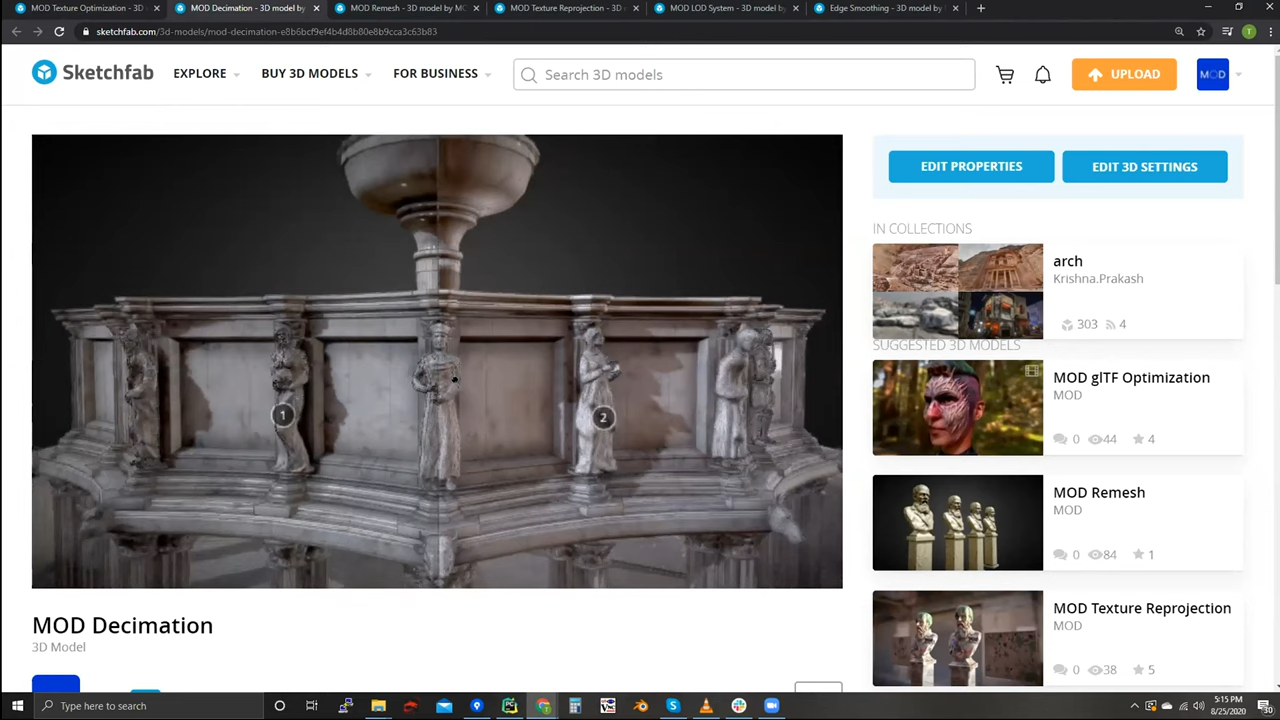 MOD Texture Optimization - 3D
MOD Decimation - 3D model by
MOD Remesh - 3D model by MC
MOD Texture Reprojection - 3D
MOD LOD System - 3D model by
Edge Smoothing - 3D model by
sketchfab.com/3d-models/mod-decimation-e8b6bcf9ef4b4d8b80e8b9cca3c63b83
T
Sketchfab
EXPLORE
BUY 3D MODELS
FOR BUSINESS
Search 3D models
UPLOAD
MOD
EDIT PROPERTIES
EDIT 3D SETTINGS
IN COLLECTIONS
arch
Krishna.Prakash
303 4
SUGGESTED 3D MODELS
MOD glTF Optimization
MOD
0 44 4
MOD Remesh
MOD
0 84 1
MOD Texture Reprojection
MOD
0 38 5
1
2
MOD Decimation
3D Model
Type here to search
5:15 PM
8/25/2020
30